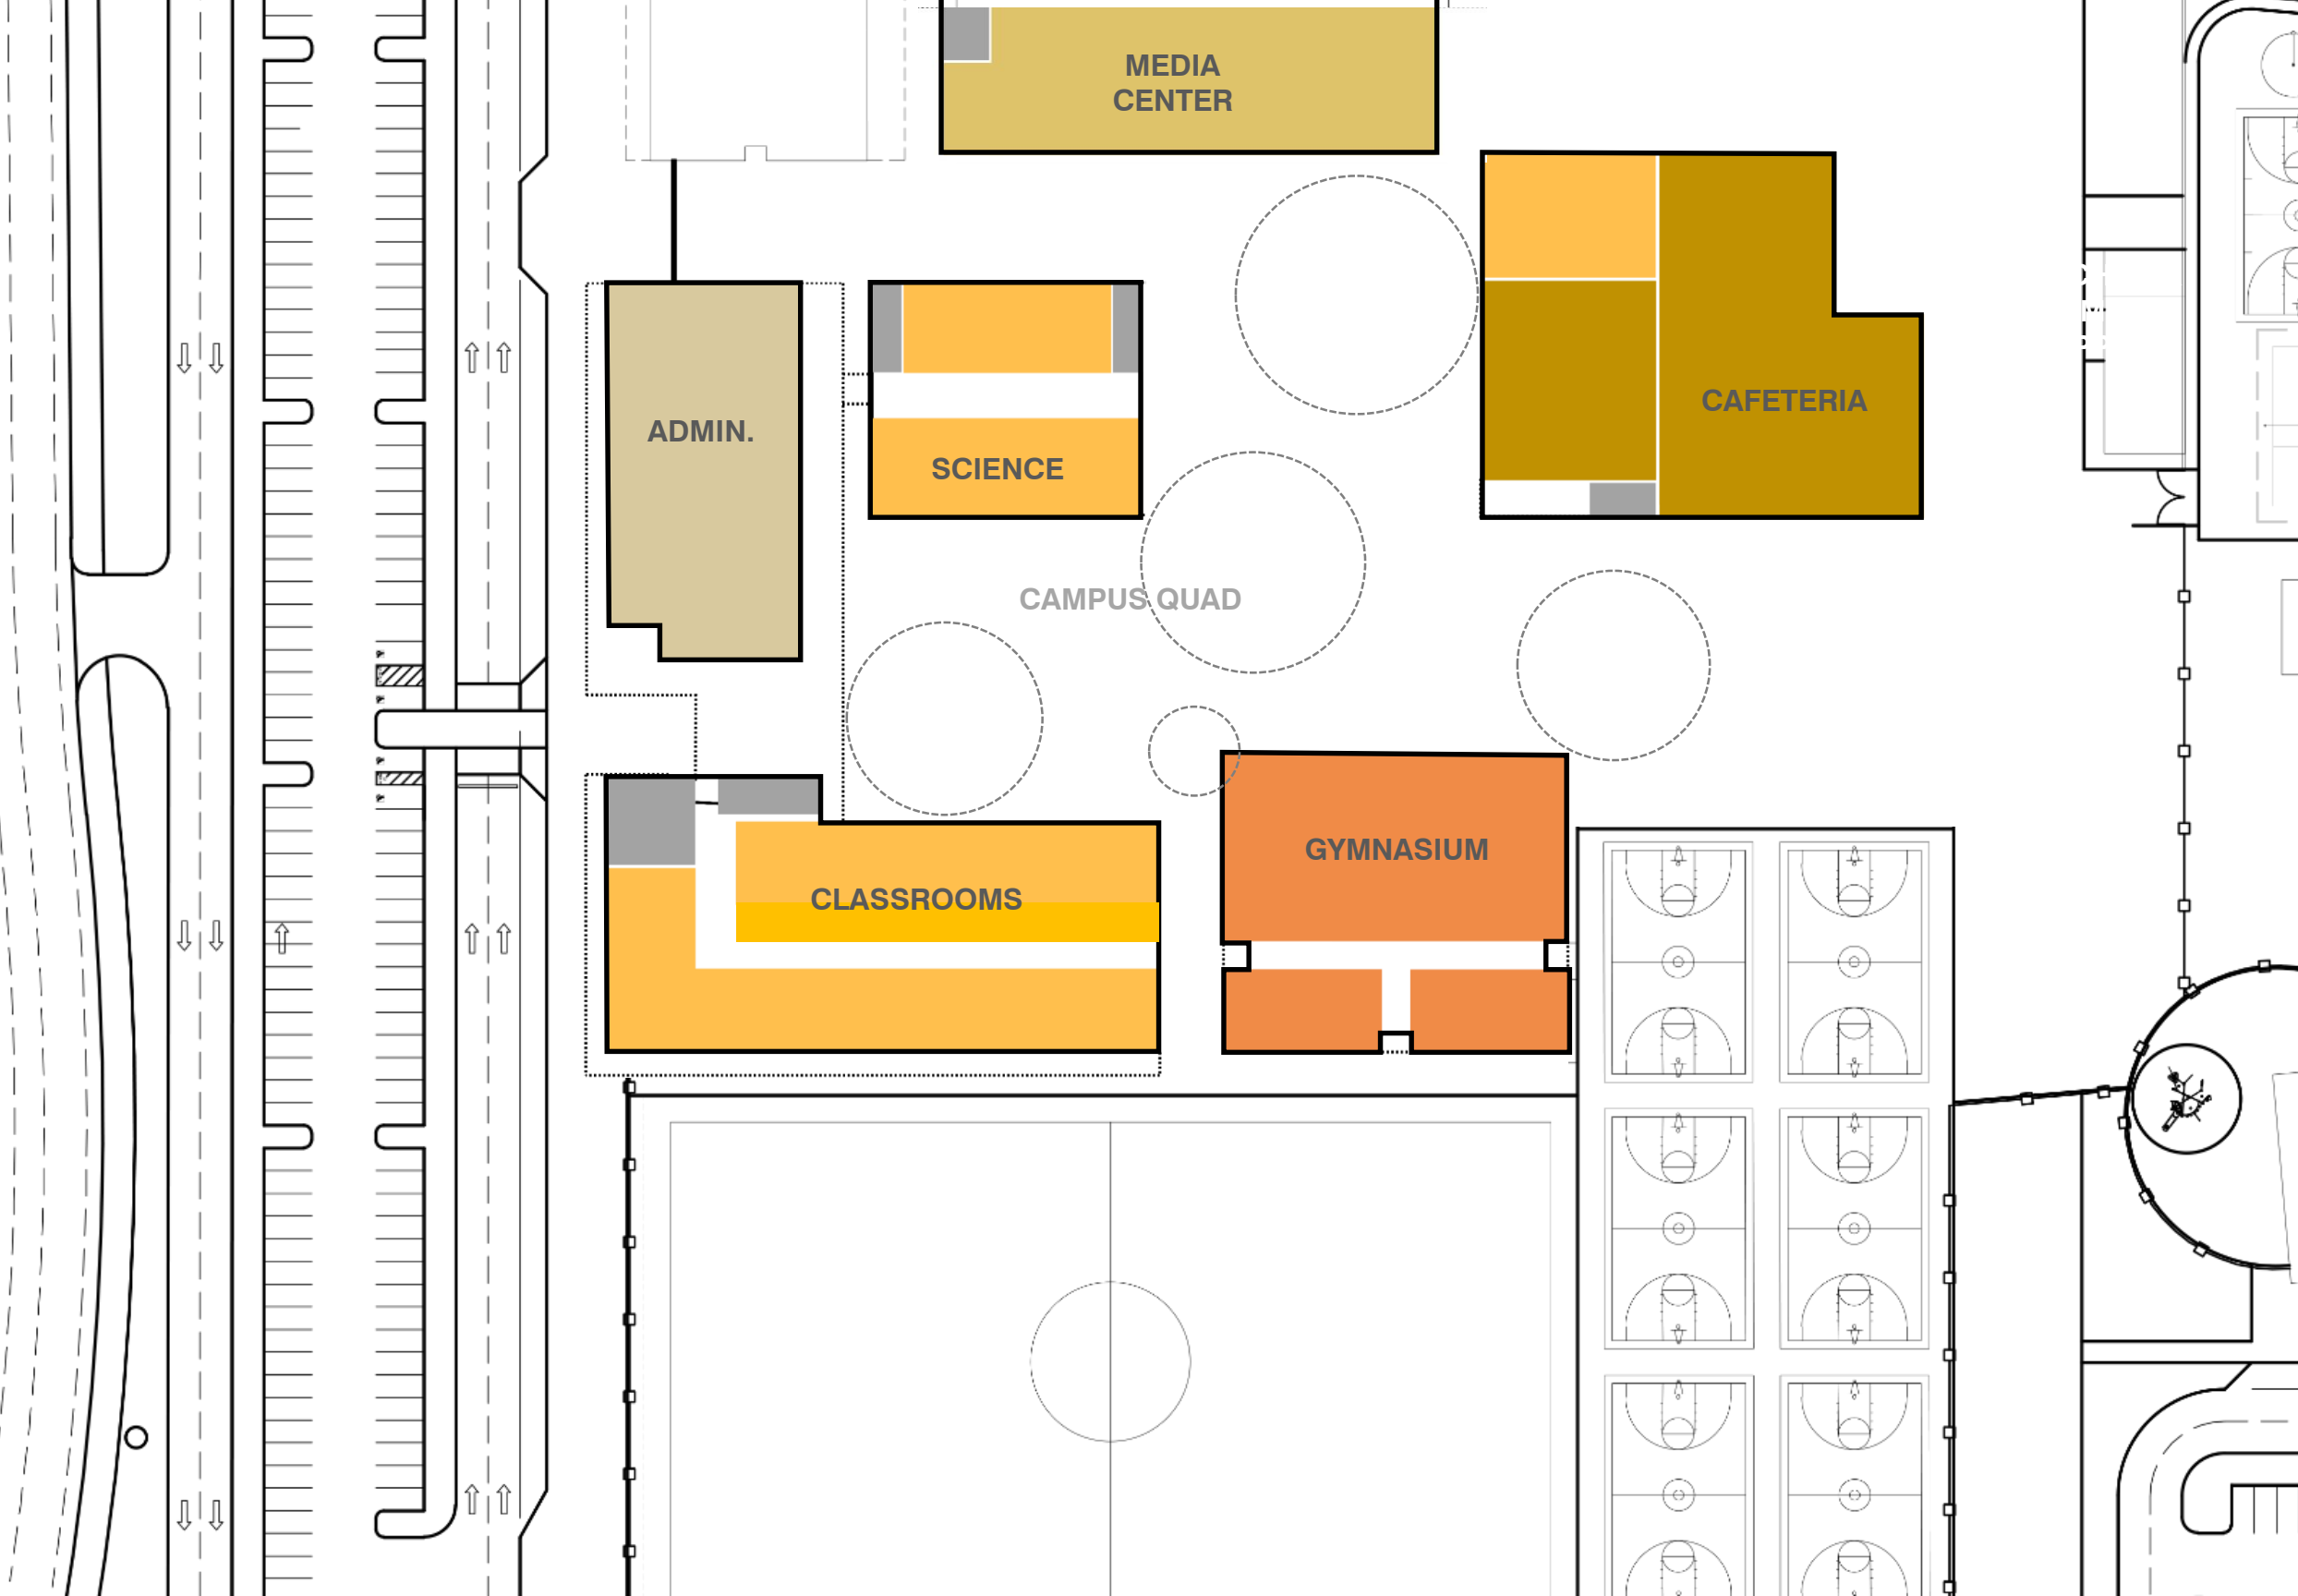 MEDIA
CENTER
CAFETERIA
ADMIN.
SCIENCE
CAMPUS QUAD
GYMNASIUM
CLASSROOMS